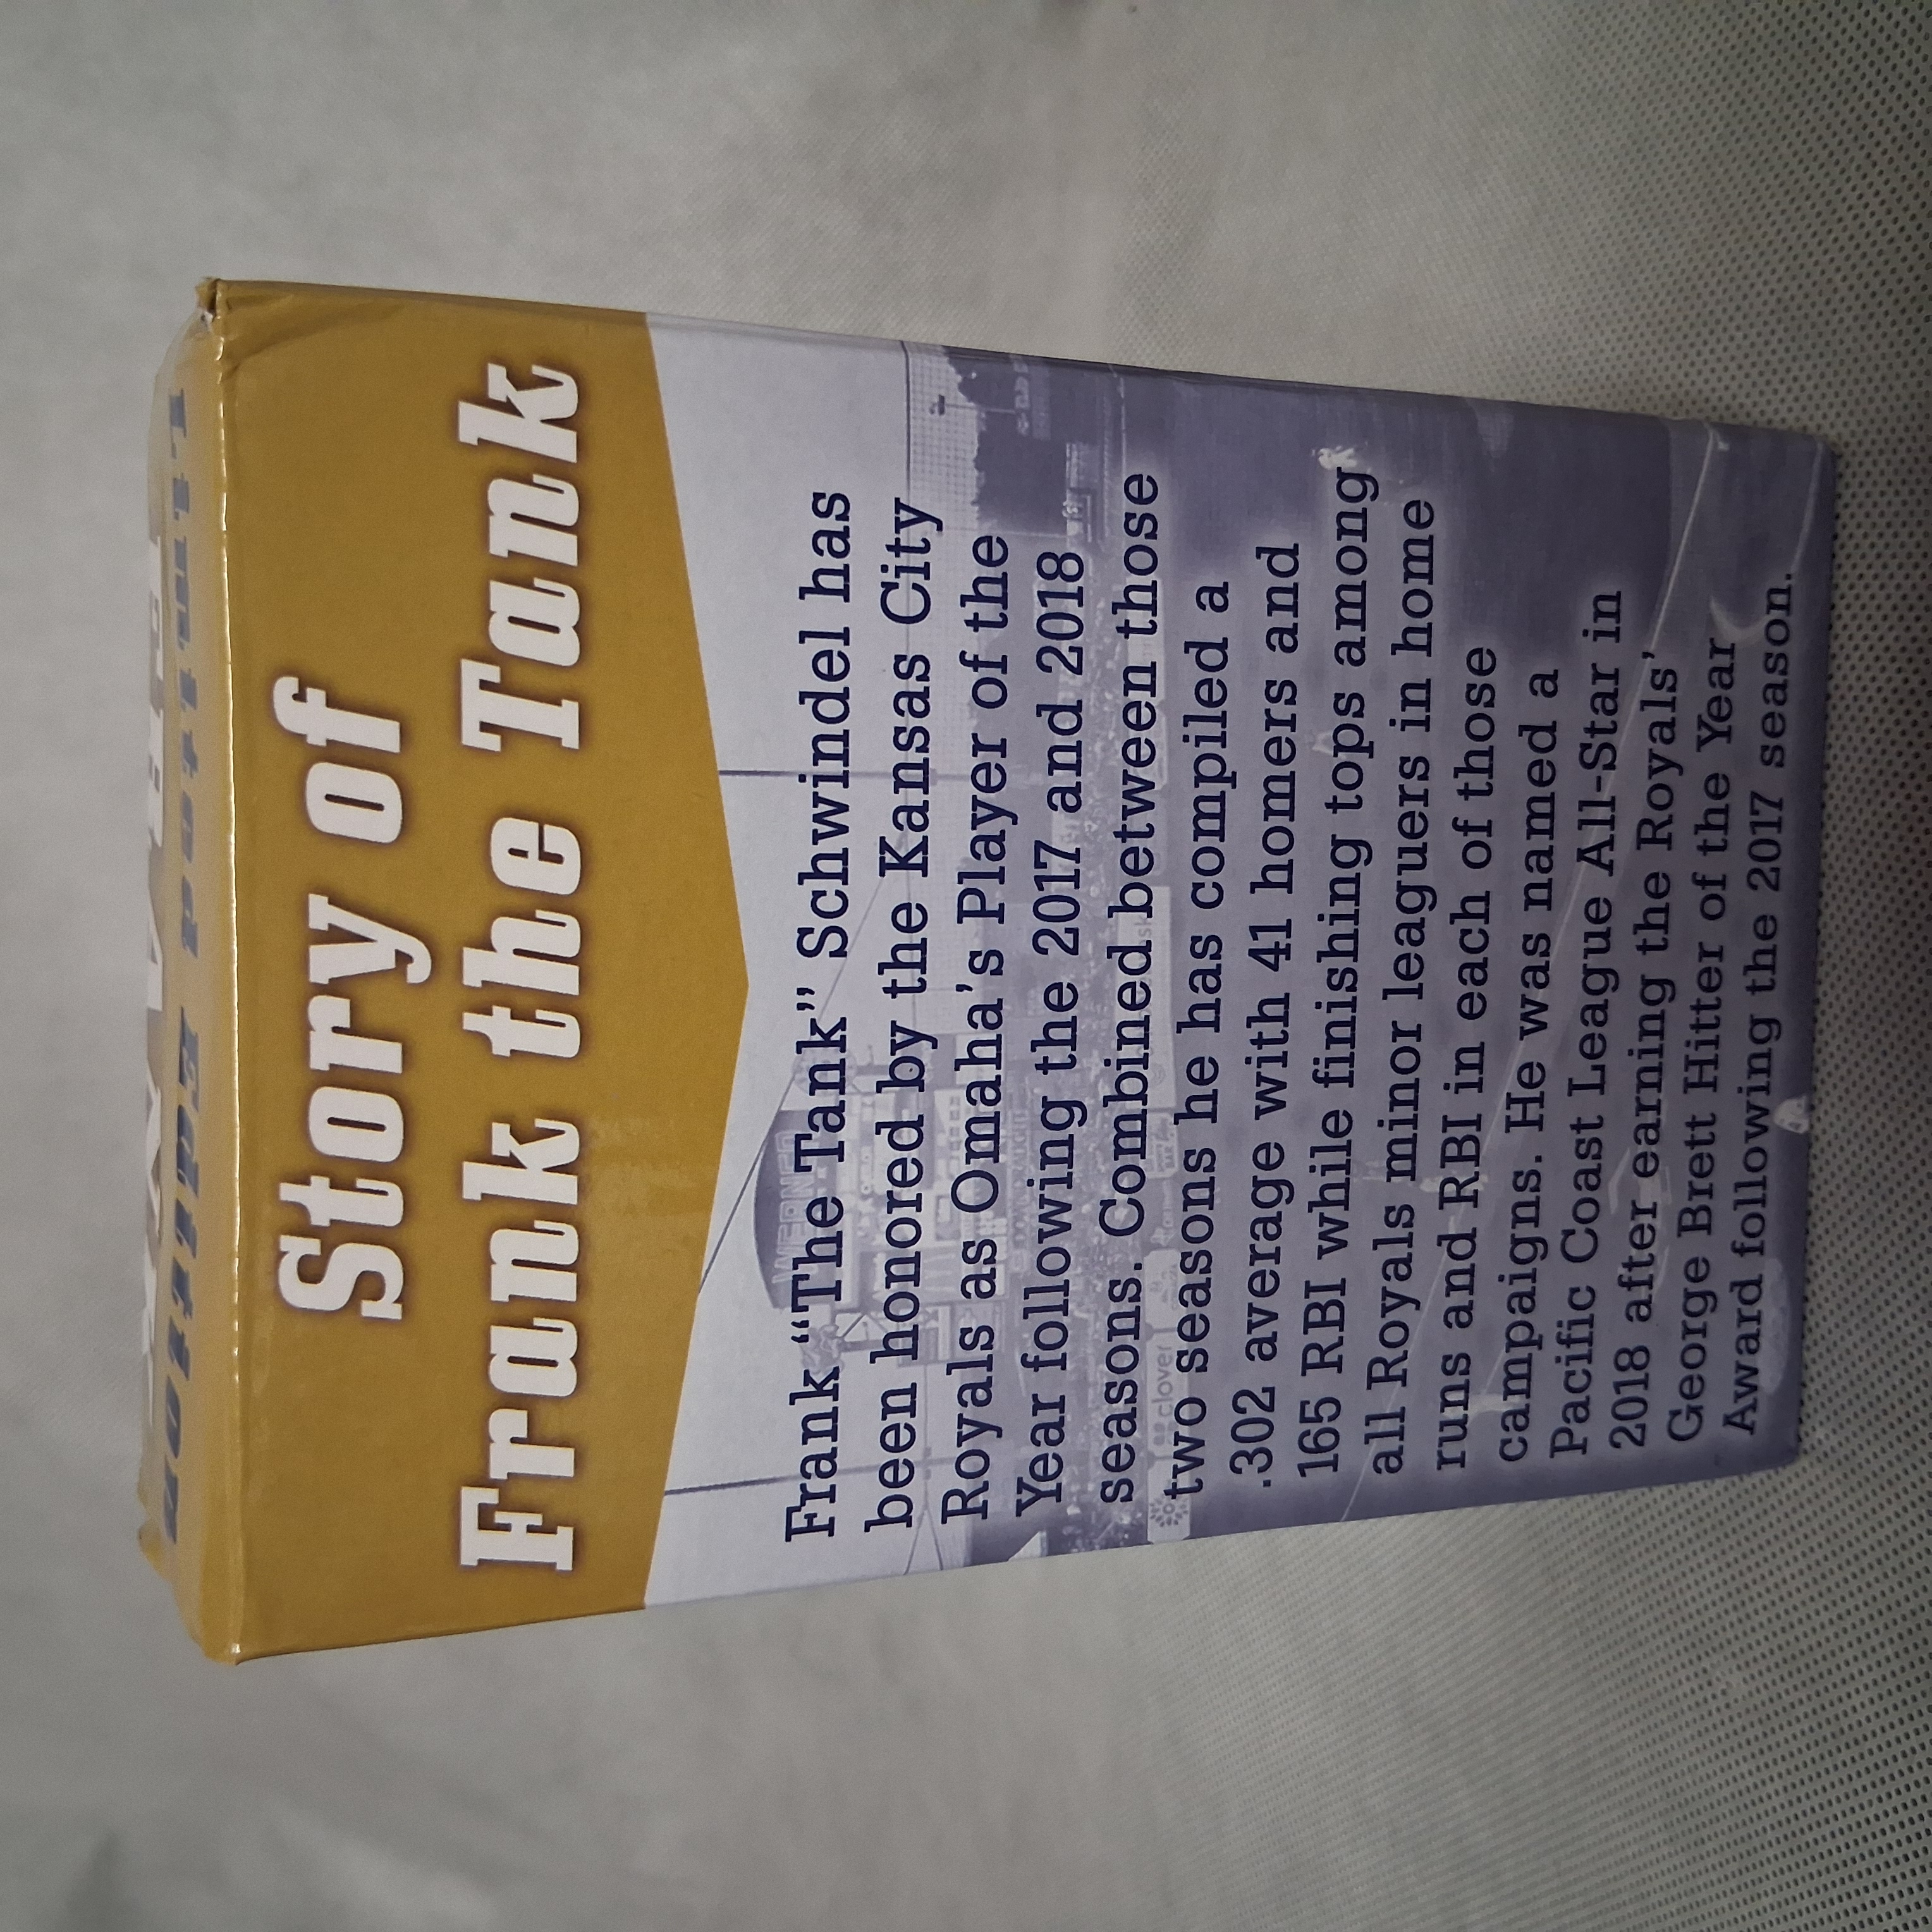 Limited Edition
Story of
Frank the Tank
Frank “The Tank” Schwindel has
been honored by the Kansas City
Royals as Omaha’s Player of the
Year following the 2017 and 2018
seasons. Combined between those
two seasons he has compiled a
.302 average with 41 homers and
165 RBI while finishing tops among
all Royals minor leaguers in home
runs and RBI in each of those
campaigns. He was named a
Pacific Coast League All-Star in
2018 after earning the Royals’
George Brett Hitter of the Year
Award following the 2017 season.
WERNER
clover